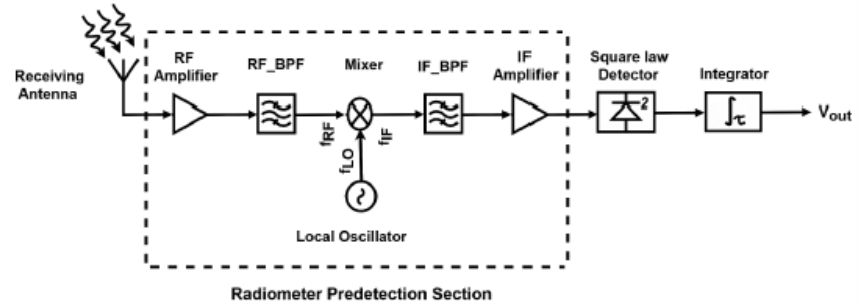 RF
Amplifier
RF_BPF
Mixer
IF_BPF
IF
Amplifier
Square law
Detector
Integrator
Receiving
Antenna
2
∫τ
Vout
fRF
fIF
fLO
Local Oscillator
Radiometer Predetection Section